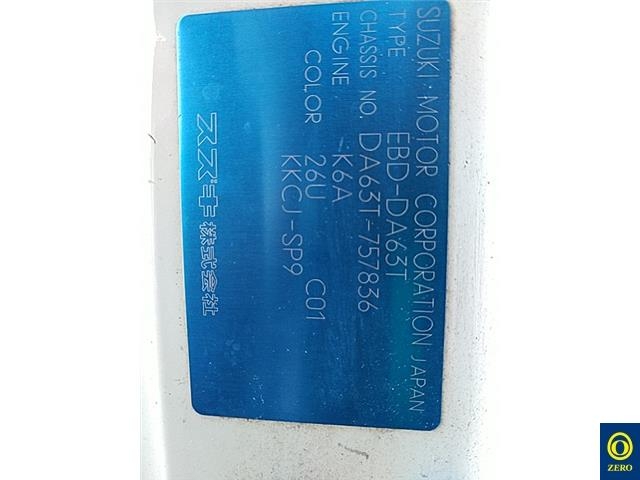 SUZUKI MOTOR CORPORATION JAPAN
TYPE EBD-DA63T
CHASSIS NO. DA63T-757836
ENGINE K6A
COLOR 26U C01
KKCJ-SP9
スズキ株式会社
ZERO